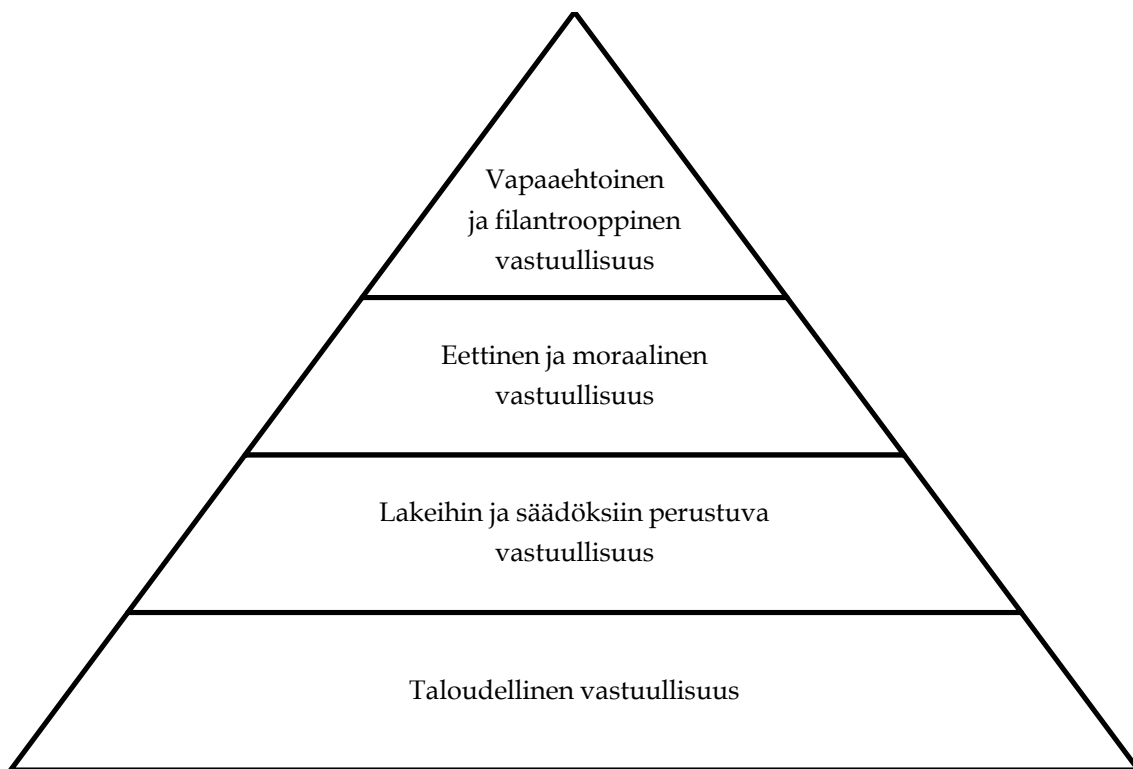 Vapaaehtoinen
ja filantrooppinen
vastuullisuus
Eettinen ja moraalinen
vastuullisuus
Lakeihin ja säädöksiin perustuva
vastuullisuus
Taloudellinen vastuullisuus